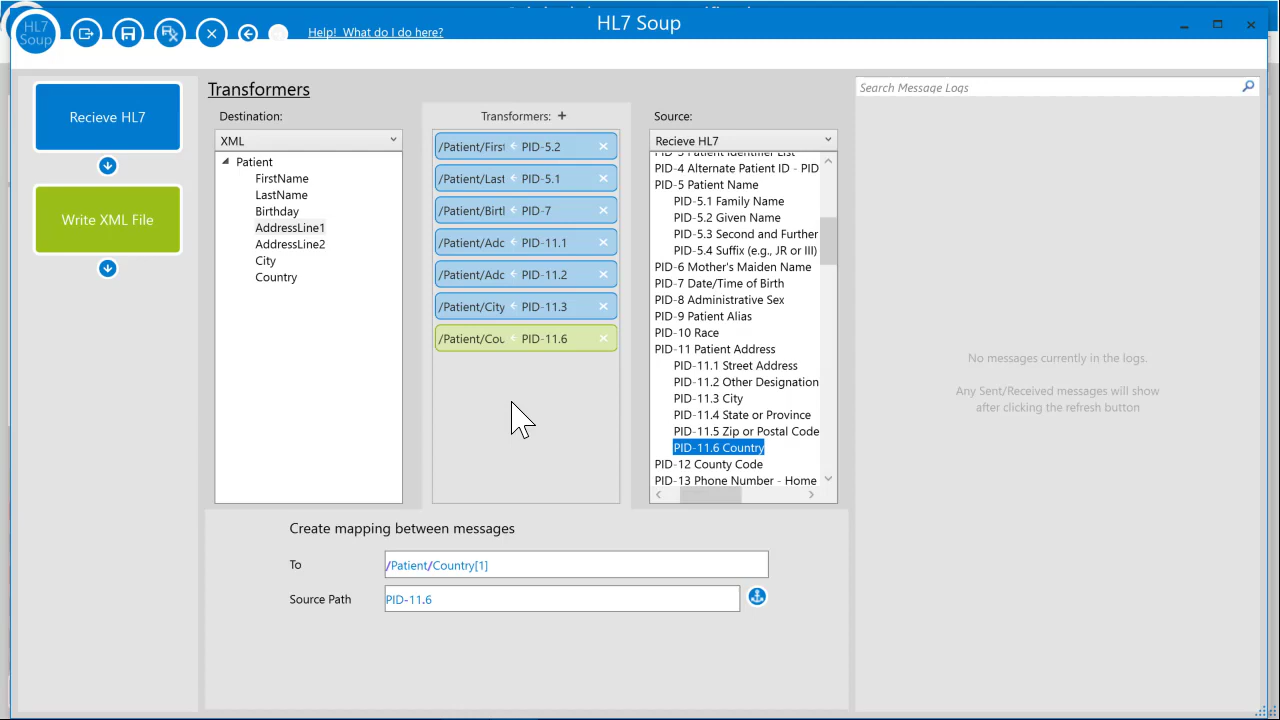 HL7 Soup
HL7
Soup
Help! What do I do here?
Recieve HL7
Write XML File
Transformers
Destination:
XML
Patient
FirstName
LastName
Birthday
AddressLine1
AddressLine2
City
Country
Transformers: +
/Patient/First PID-5.2
/Patient/Last PID-5.1
/Patient/Birt PID-7
/Patient/Adc PID-11.1
/Patient/Adc PID-11.2
/Patient/City PID-11.3
/Patient/Cou PID-11.6
Source:
Recieve HL7
PID-3 Patient Identifier List
PID-4 Alternate Patient ID - PID
PID-5 Patient Name
PID-5.1 Family Name
PID-5.2 Given Name
PID-5.3 Second and Further
PID-5.4 Suffix (e.g., JR or III)
PID-6 Mother's Maiden Name
PID-7 Date/Time of Birth
PID-8 Administrative Sex
PID-9 Patient Alias
PID-10 Race
PID-11 Patient Address
PID-11.1 Street Address
PID-11.2 Other Designation
PID-11.3 City
PID-11.4 State or Province
PID-11.5 Zip or Postal Code
PID-11.6 Country
PID-12 County Code
PID-13 Phone Number - Home
Create mapping between messages
To
/Patient/Country[1]
Source Path
PID-11.6
Search Message Logs
No messages currently in the logs.
Any Sent/Received messages will show
after clicking the refresh button